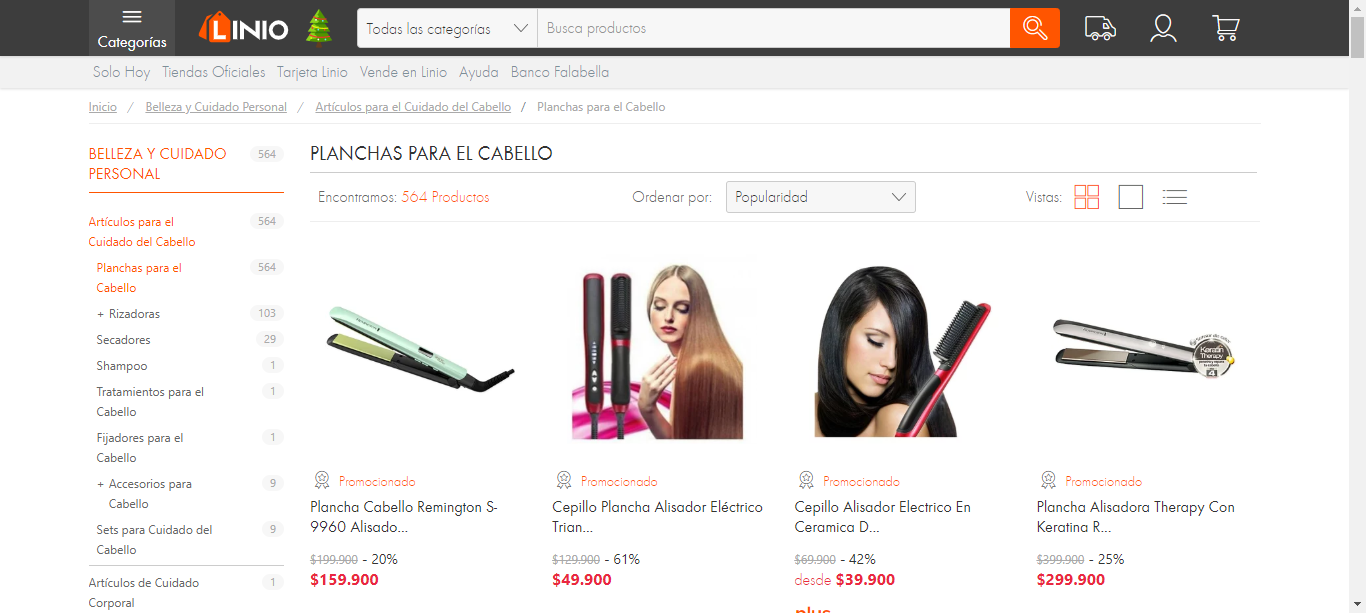 Categorías
LINIO
Todas las categorías
Busca productos
Solo Hoy Tiendas Oficiales Tarjeta Linio Vende en Linio Ayuda Banco Falabella
Inicio / Belleza y Cuidado Personal / Artículos para el Cuidado del Cabello / Planchas para el Cabello
BELLEZA Y CUIDADO 564
PERSONAL
Artículos para el 564
Cuidado del Cabello
Planchas para el 564
Cabello
+ Rizadoras 103
Secadores 29
Shampoo 1
Tratamientos para el 1
Cabello
Fijadores para el 1
Cabello
+ Accesorios para 9
Cabello
Sets para Cuidado del 9
Cabello
Artículos de Cuidado 1
Corporal
PLANCHAS PARA EL CABELLO
Encontramos: 564 Productos
Ordenar por: Popularidad
Vistas:
Promocionado
Plancha Cabello Remington S-
9960 Alisado...
$199.900 - 20%
$159.900
Promocionado
Cepillo Plancha Alisador Eléctrico
Trian...
$129.900 - 61%
$49.900
Promocionado
Cepillo Alisador Electrico En
Ceramica D...
$69.900 - 42%
desde $39.900
plus
Keratin
Therapy
4
Promocionado
Plancha Alisadora Therapy Con
Keratina R...
$399.900 - 25%
$299.900